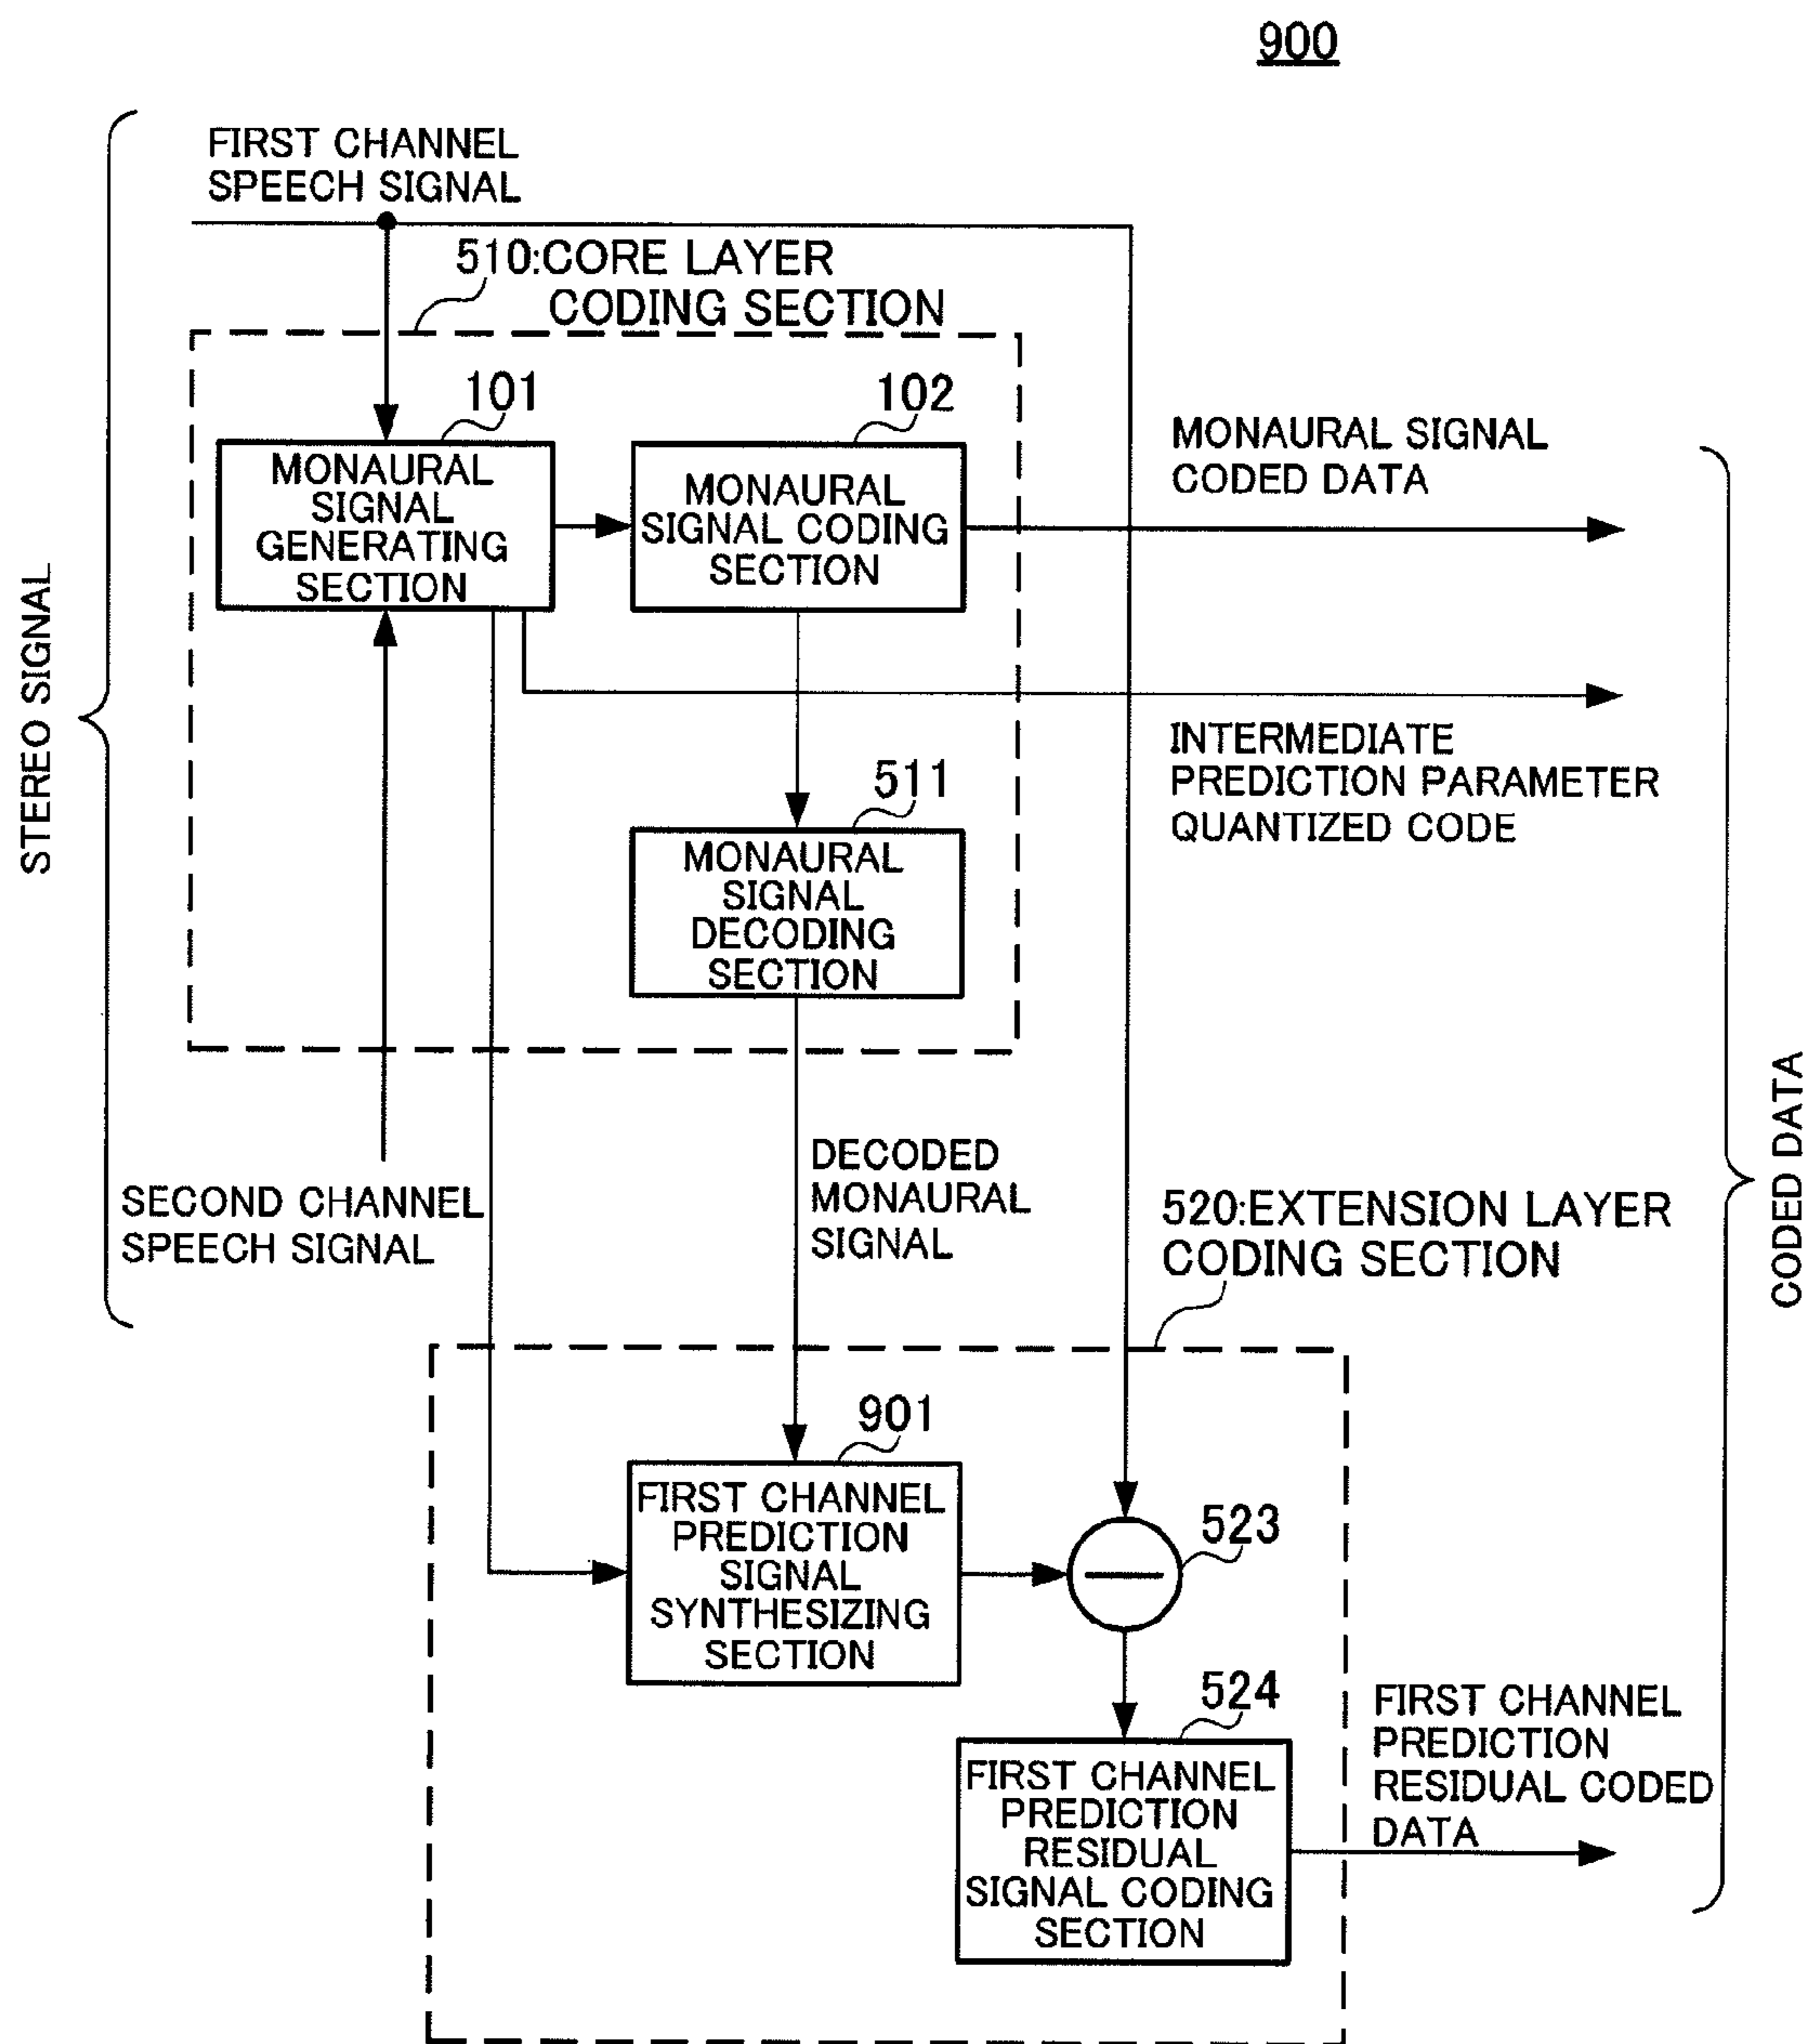 900
FIRST CHANNEL
SPEECH SIGNAL
510:CORE LAYER
CODING SECTION
101
102
MONAURAL
SIGNAL
GENERATING
SECTION
MONAURAL
SIGNAL CODING
SECTION
MONAURAL SIGNAL
CODED DATA
STEREO SIGNAL
INTERMEDIATE
PREDICTION PARAMETER
QUANTIZED CODE
511
MONAURAL
SIGNAL
DECODING
SECTION
SECOND CHANNEL
SPEECH SIGNAL
DECODED
MONAURAL
SIGNAL
520:EXTENSION LAYER
CODING SECTION
CODED DATA
901
FIRST CHANNEL
PREDICTION
SIGNAL
SYNTHESIZING
SECTION
523
524
FIRST CHANNEL
PREDICTION
RESIDUAL
SIGNAL CODING
SECTION
FIRST CHANNEL
PREDICTION
RESIDUAL CODED
DATA